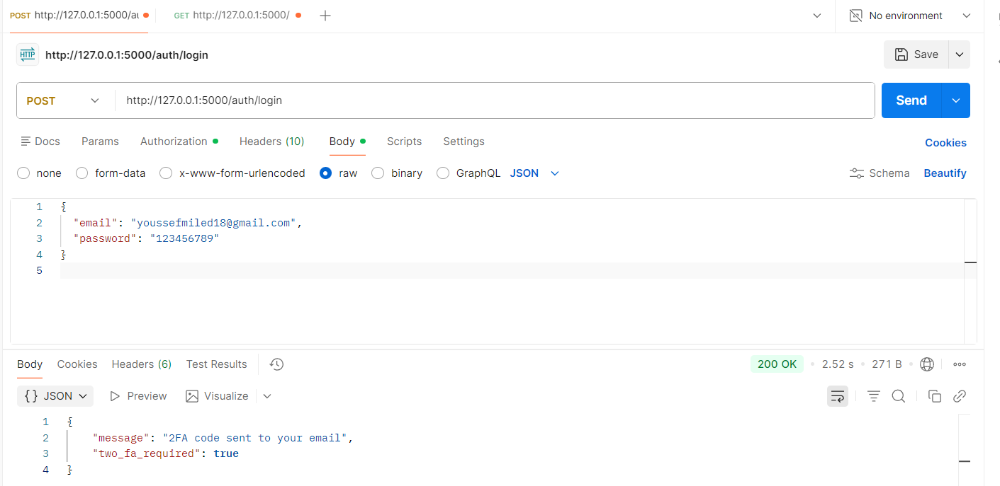 POST http://127.0.0.1:5000/au
GET http://127.0.0.1:5000/
No environment
HTTP http://127.0.0.1:5000/auth/login
Save
POST http://127.0.0.1:5000/auth/login
Send
Docs Params Authorization Headers (10) Body Scripts Settings Cookies
none form-data x-www-form-urlencoded raw binary GraphQL JSON Schema Beautify
1 {
2 "email": "youssefmiled18@gmail.com",
3 "password": "123456789"
4 }
5
Body Cookies Headers (6) Test Results 200 OK • 2.52 s • 271 B •
{} JSON Preview Visualize
1 {
2 "message": "2FA code sent to your email",
3 "two_fa_required": true
4 }